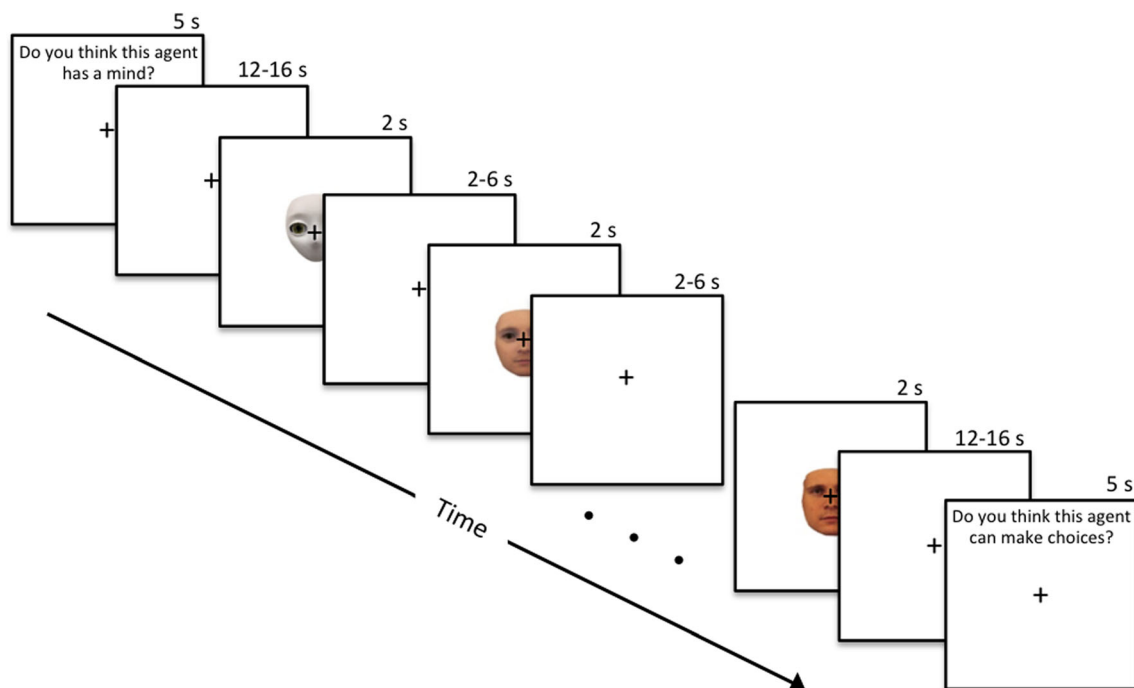 5 s
Do you think this agent
has a mind?
12-16 s
2 s
2-6 s
2 s
2-6 s
2 s
12-16 s
5 s
Do you think this agent
can make choices?
Time